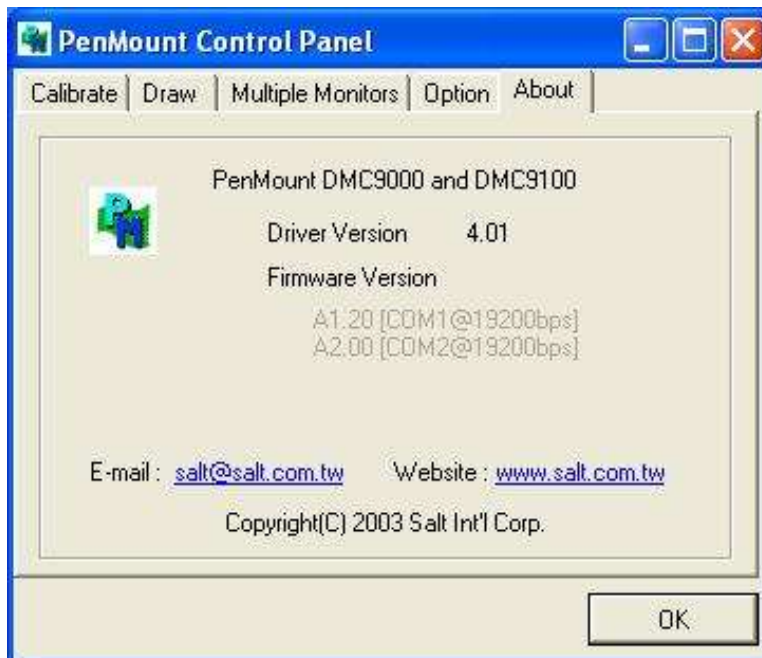 PenMount Control Panel
Calibrate Draw Multiple Monitors Option About
PenMount DMC9000 and DMC9100
PM
Driver Version 4.01
Firmware Version
A1.20 [COM1@19200bps]
A2.00 [COM2@19200bps]
E-mail : salt@salt.com.tw Website : www.salt.com.tw
Copyright(C) 2003 Salt Int'l Corp.
OK